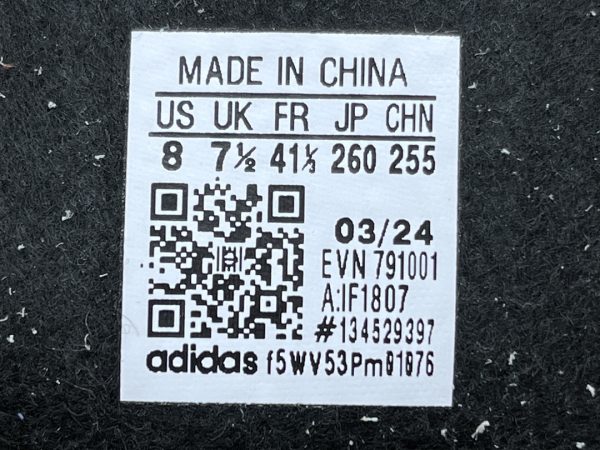 MADE IN CHINA
US UK FR JP CHN
8 7½ 41⅓ 260 255
03/24
EVN 791001
A:IF1807
#134529397
adidas f5WV53Pm01076